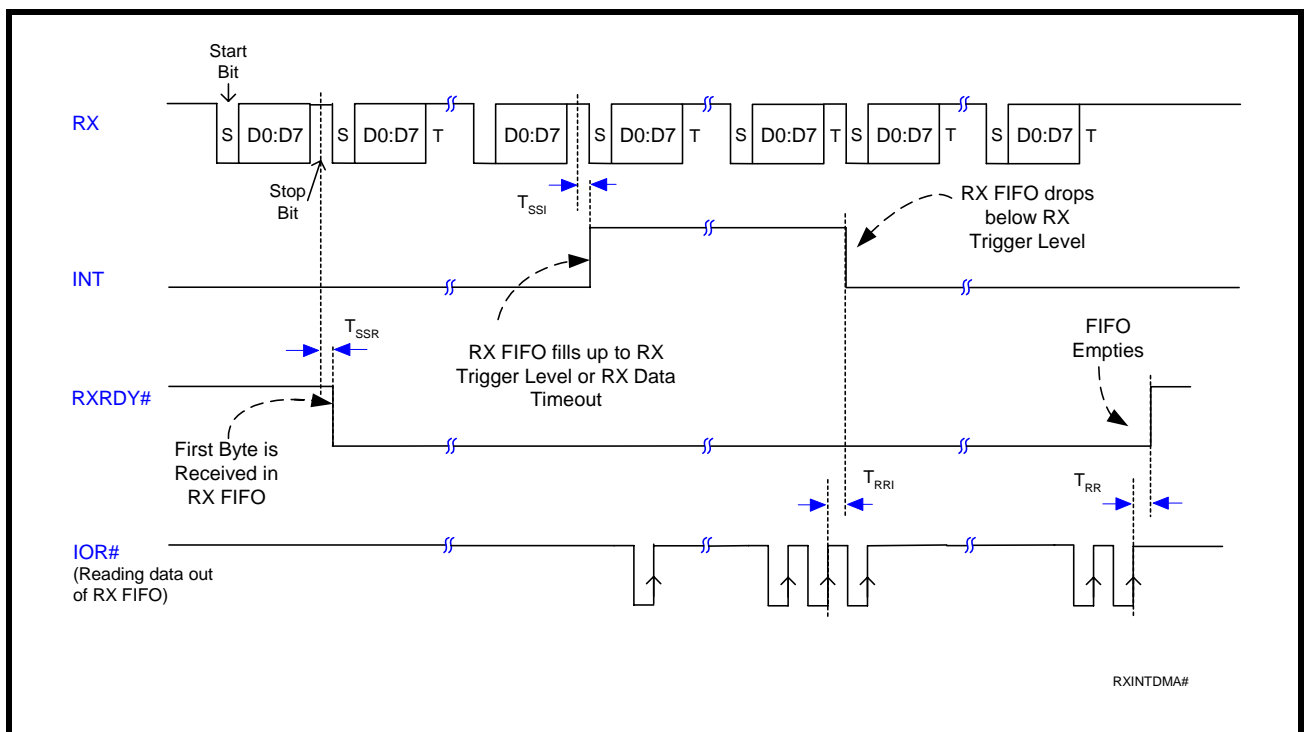 Start
Bit
RX
S D0:D7 S D0:D7 T D0:D7 S D0:D7 T S D0:D7 T S D0:D7 T S D0:D7 T
Stop
Bit
TSSI
RX FIFO drops
below RX
Trigger Level
INT
TSSR
RX FIFO fills up to RX
Trigger Level or RX Data
Timeout
FIFO
Empties
RXRDY#
First Byte is
Received in
RX FIFO
TRRI
TRR
IOR#
(Reading data out
of RX FIFO)
RXINTDMA#